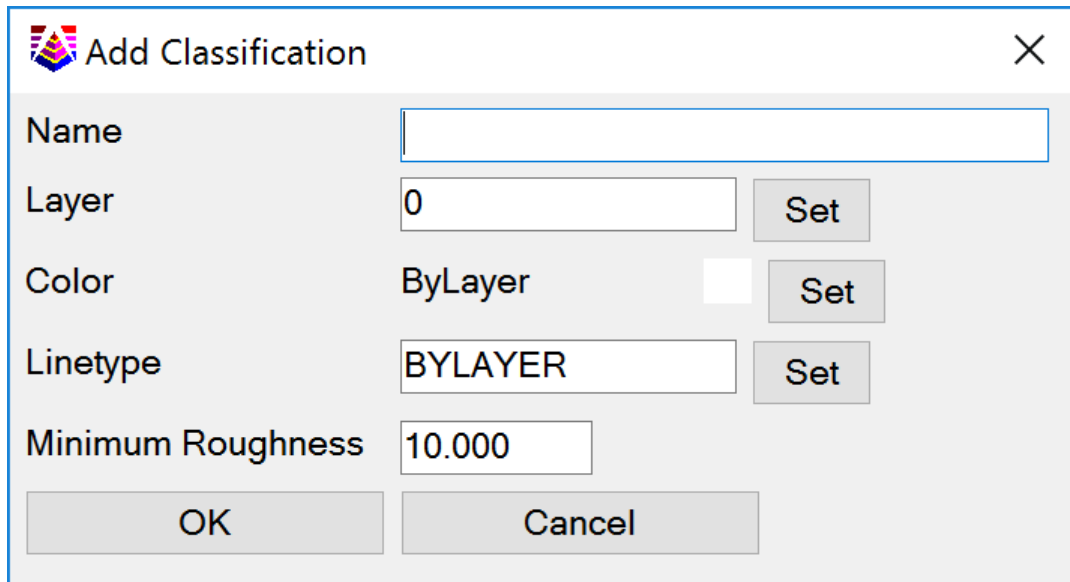 Add Classification
Name
Layer 0 Set
Color ByLayer Set
Linetype BYLAYER Set
Minimum Roughness 10.000
OK Cancel